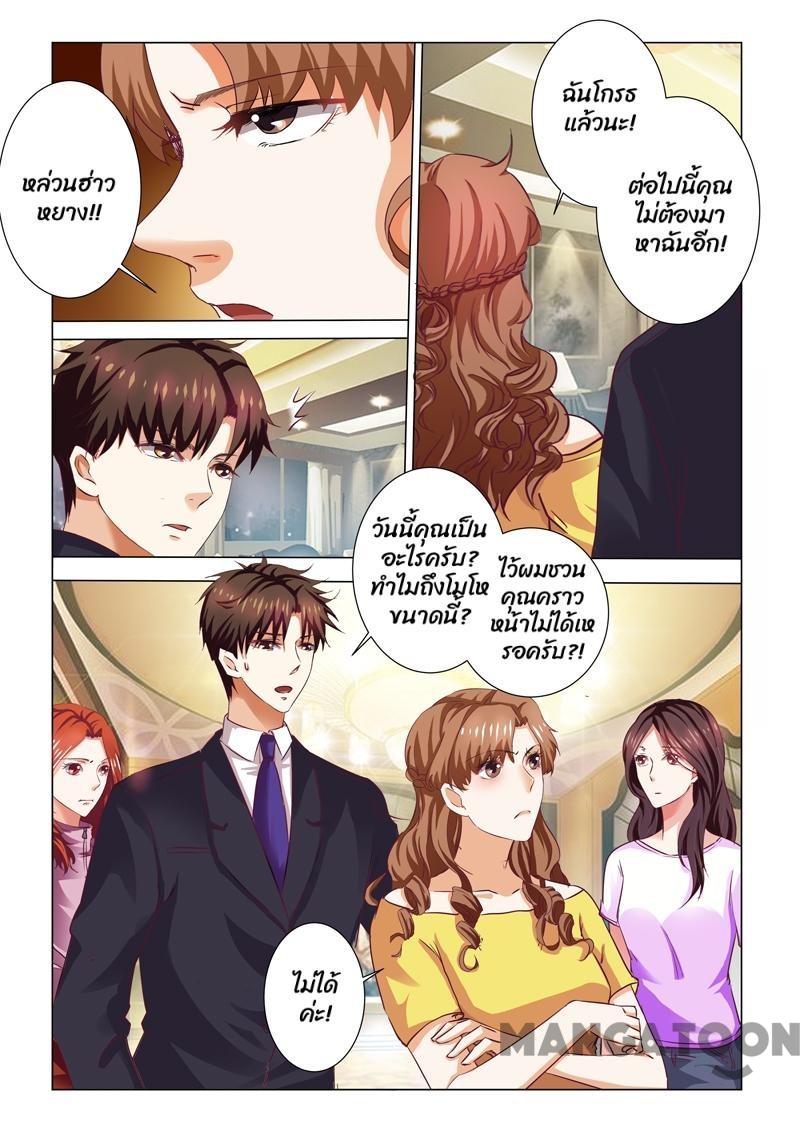 หล่วนฮ่าว
หยาง!!
ฉันโกรธ
แล้วนะ!
ต่อไปนี้คุณ
ไม่ต้องมา
หาฉันอีก!
วันนี้คุณเป็น
อะไรครับ?
ทำไมถึงโมโห
ขนาดนี้?
ไว้ผมชวน
คุณคราว
หน้าไม่ได้เห
รอครับ?!
ไม่ได้
ค่ะ!
MANGATOON